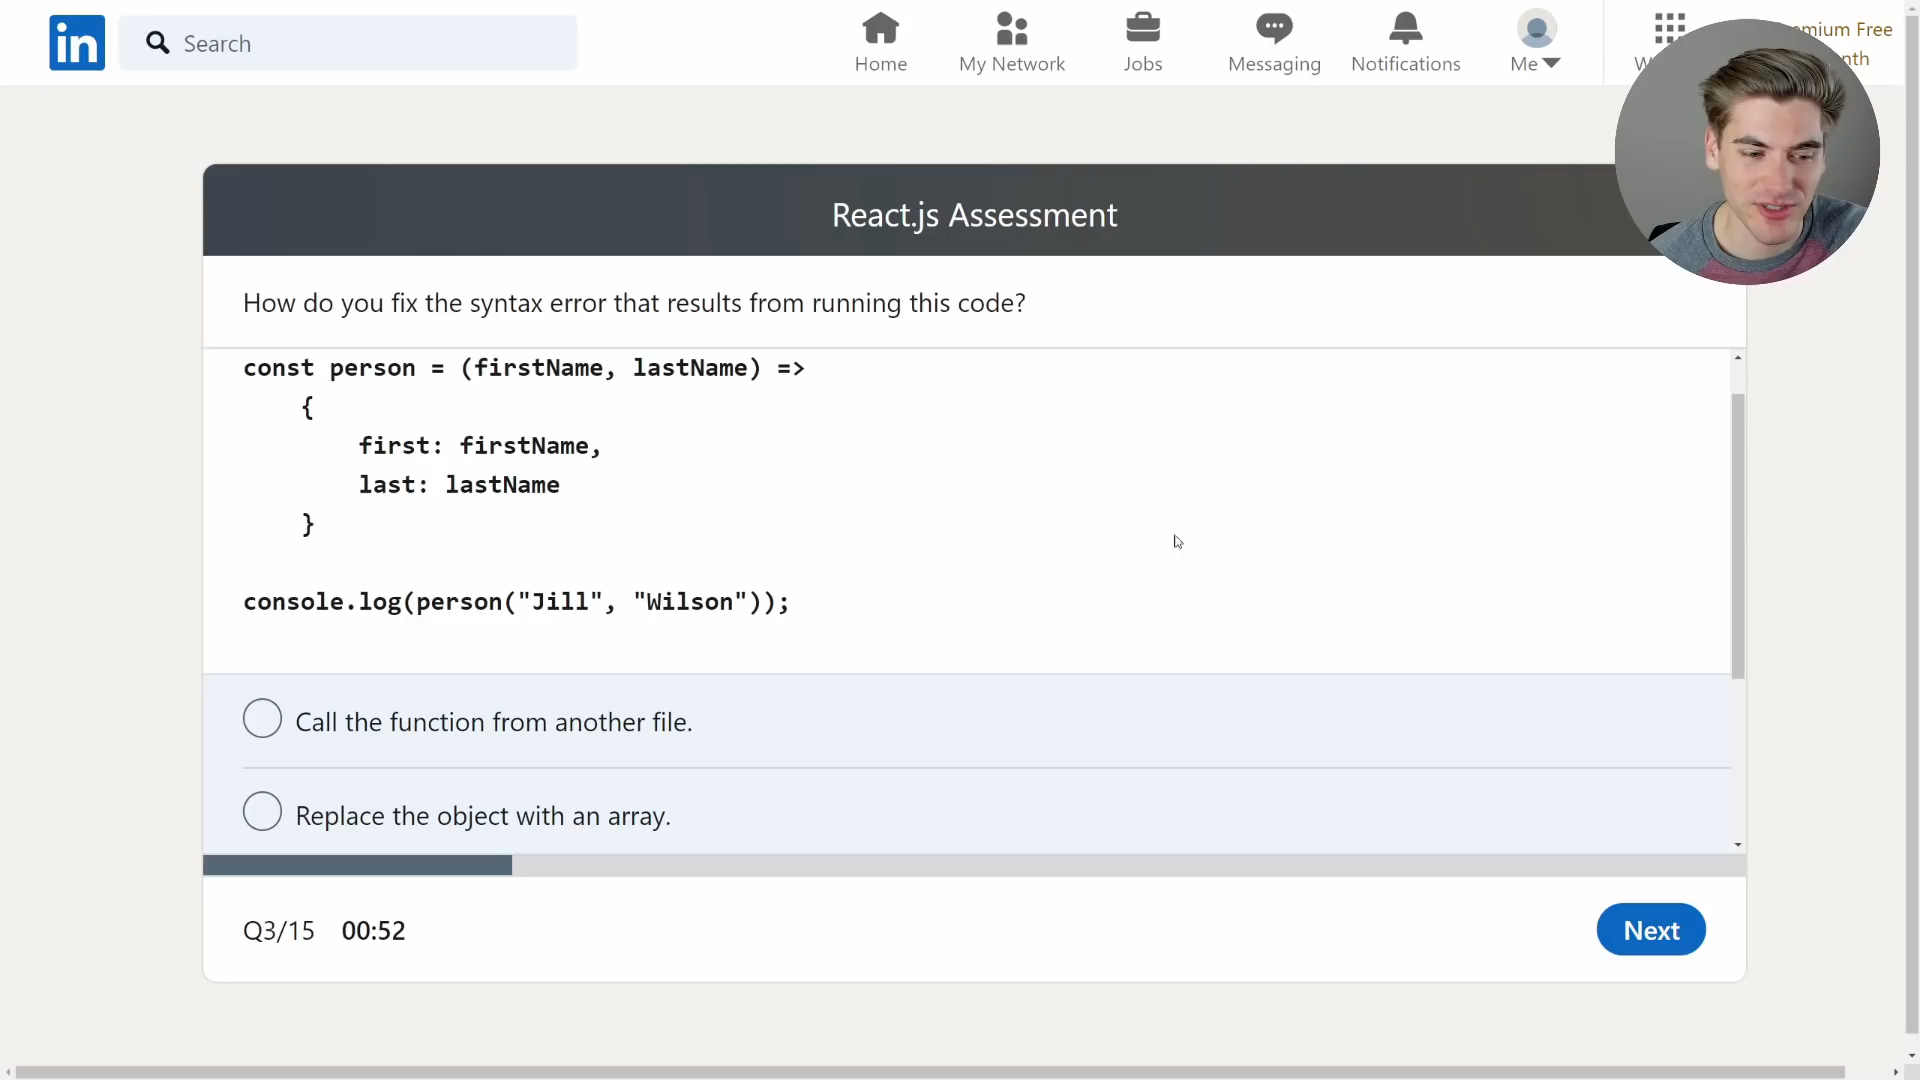 in
Search
Home
My Network
Jobs
Messaging
Notifications
Me
Free
React.js Assessment
How do you fix the syntax error that results from running this code?
const person = (firstName, lastName) =>
{
first: firstName,
last: lastName
}
console.log(person("Jill", "Wilson"));
Call the function from another file.
Replace the object with an array.
Q3/15 00:52
Next